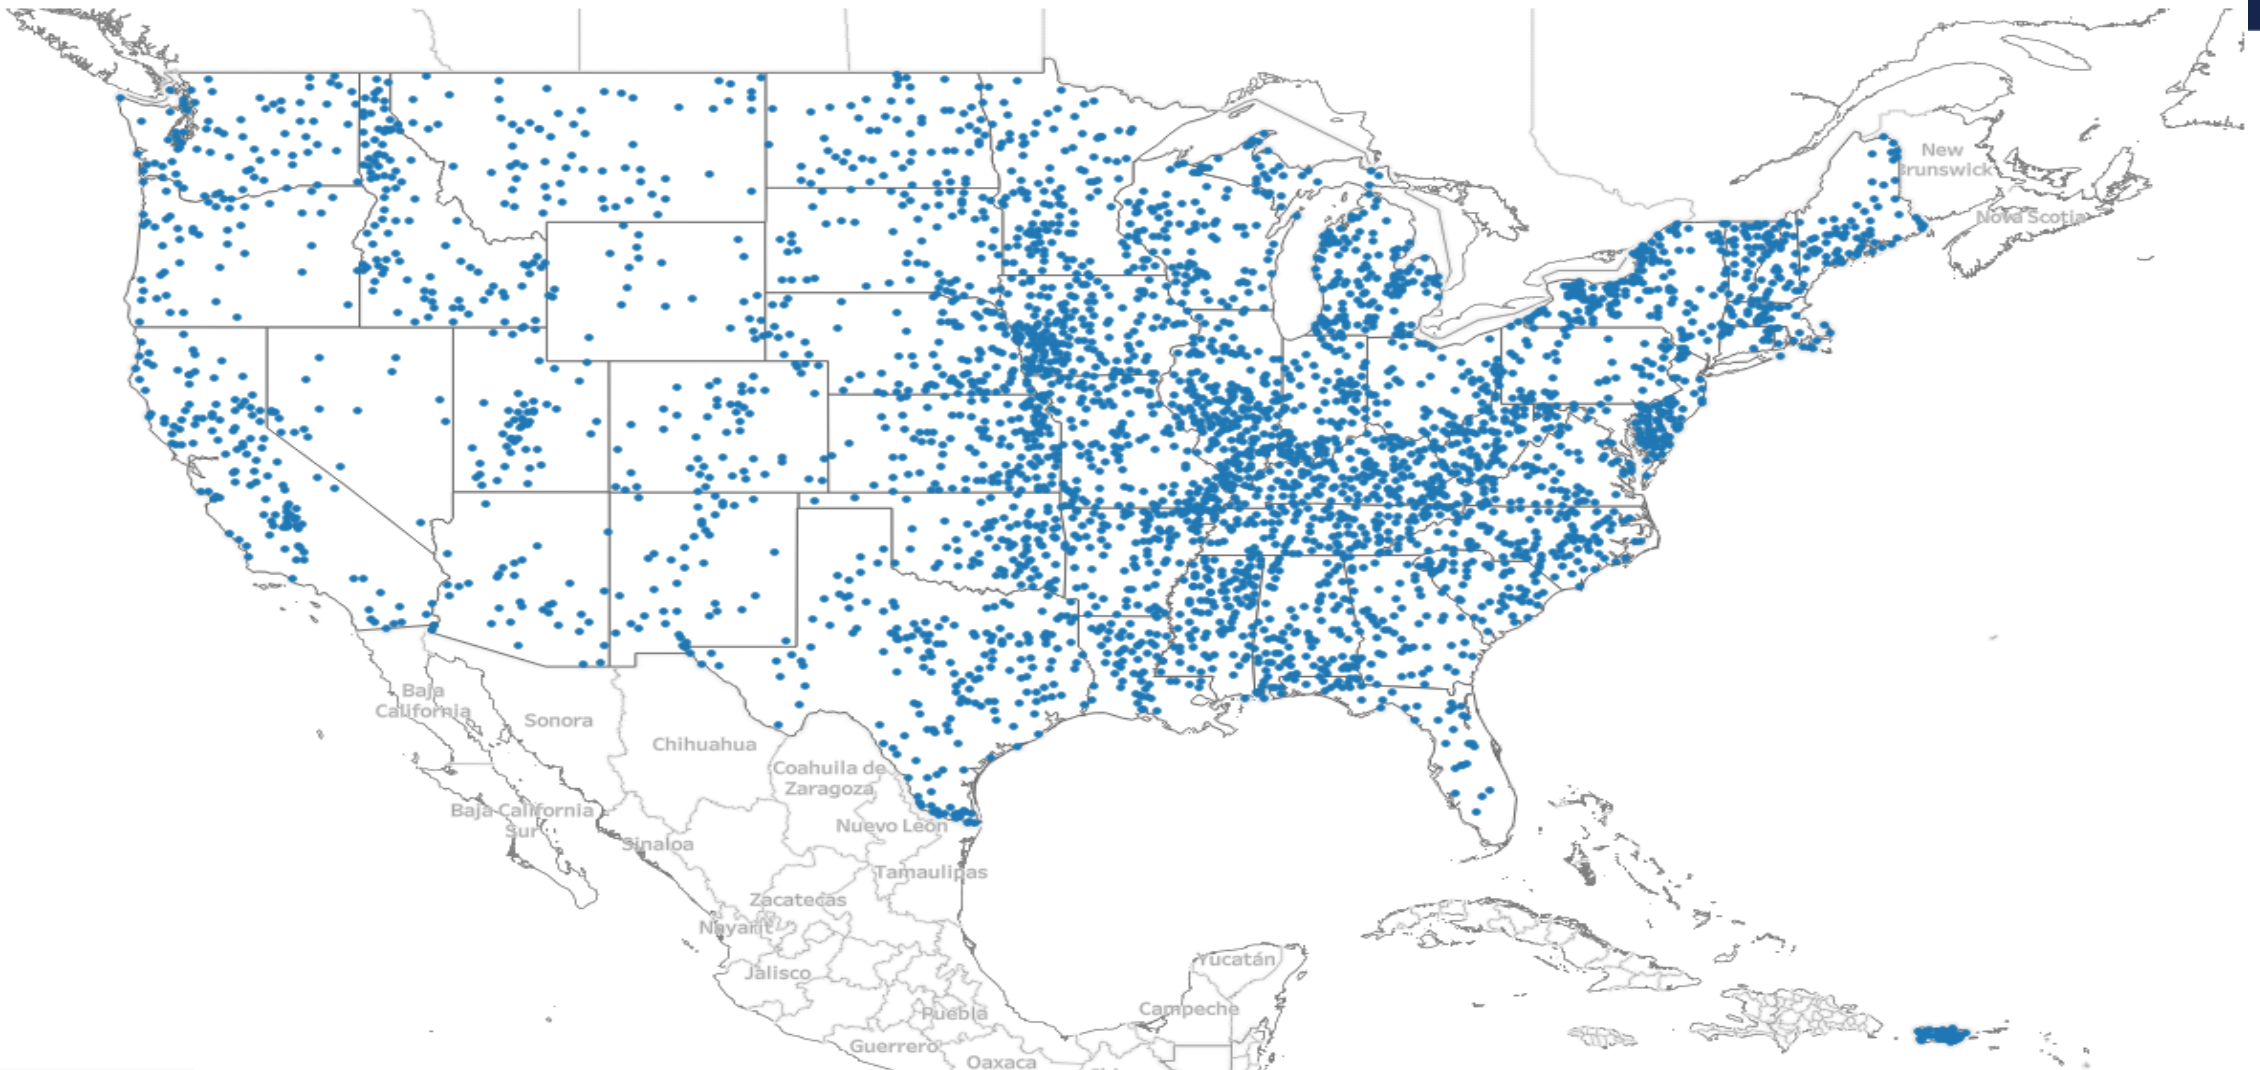 New
Brunswick
Nova Scotia
Baja
California
Sonora
Chihuahua
Coahuila de
Zaragoza
Baja California
Sur
Nuevo León
Sinaloa
Tamaulipas
Zacatecas
Nayarit
Yucatán
Jalisco
Campeche
Puebla
Guerrero
Oaxaca